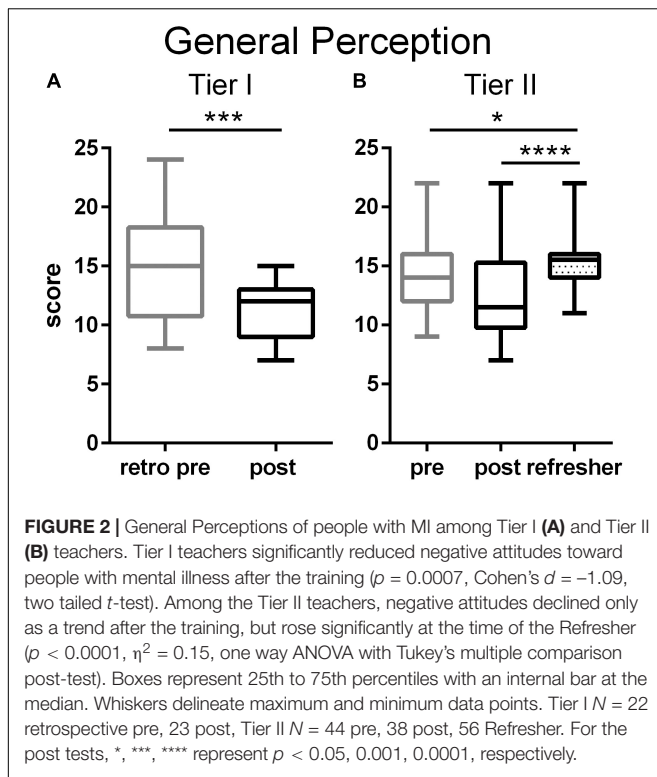 General Perception
A Tier I B Tier II
*** * ****
25 25
20 20
15 15
10 10
5 5
0 0
score
retro pre post pre post refresher
FIGURE 2 | General Perceptions of people with MI among Tier I (A) and Tier II
(B) teachers. Tier I teachers significantly reduced negative attitudes toward
people with mental illness after the training (p = 0.0007, Cohen's d = –1.09,
two tailed t-test). Among the Tier II teachers, negative attitudes declined only
as a trend after the training, but rose significantly at the time of the Refresher
(p < 0.0001, η² = 0.15, one way ANOVA with Tukey's multiple comparison
post-test). Boxes represent 25th to 75th percentiles with an internal bar at the
median. Whiskers delineate maximum and minimum data points. Tier I N = 22
retrospective pre, 23 post, Tier II N = 44 pre, 38 post, 56 Refresher. For the
post tests, *, ***, **** represent p < 0.05, 0.001, 0.0001, respectively.